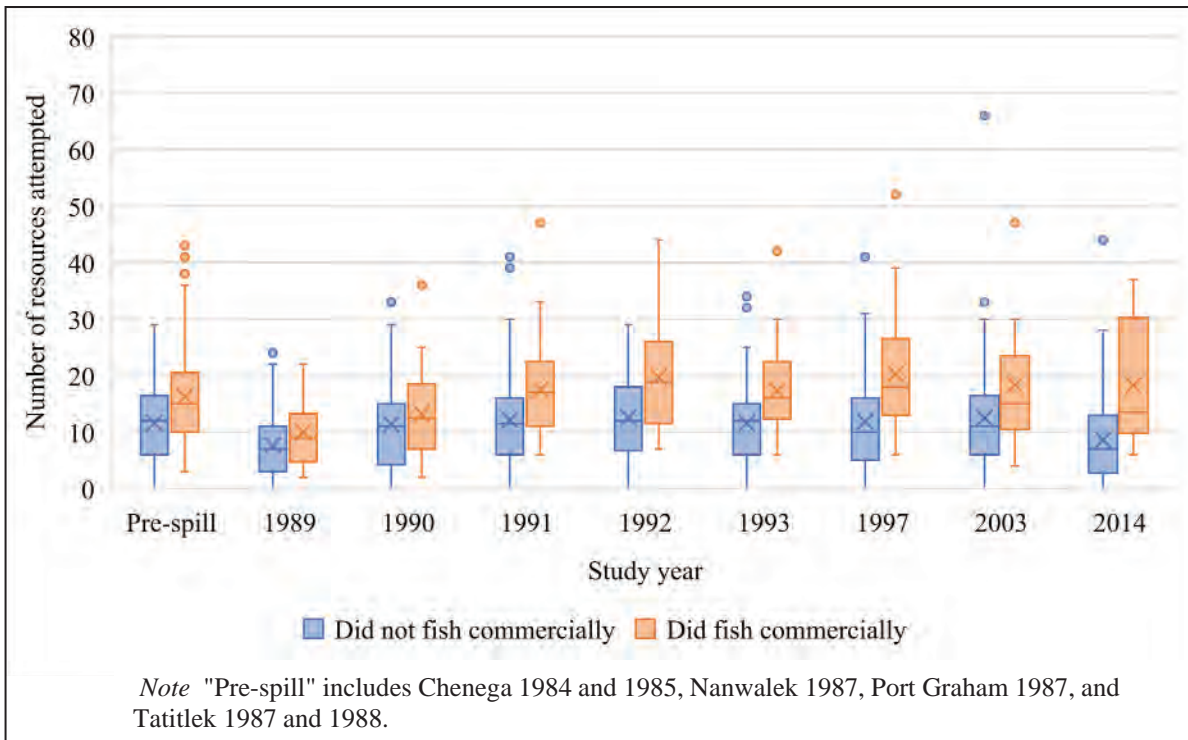 Number of resources attempted
80
70
60
50
40
30
20
10
0
Pre-spill 1989 1990 1991 1992 1993 1997 2003 2014
Study year
Did not fish commercially Did fish commercially
Note "Pre-spill" includes Chenega 1984 and 1985, Nanwalek 1987, Port Graham 1987, and
Tatitlek 1987 and 1988.